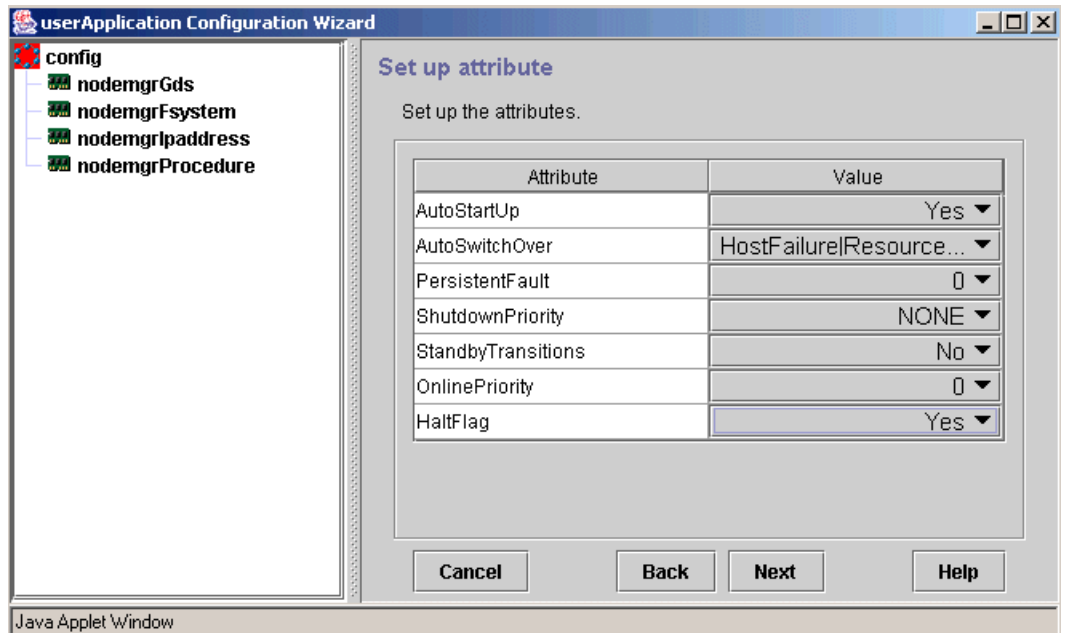 userApplication Configuration Wizard
config
nodemgrGds
nodemgrFsystem
nodemgrIpaddress
nodemgrProcedure
Set up attribute
Set up the attributes.
Attribute Value
AutoStartUp Yes
AutoSwitchOver HostFailure|Resource...
PersistentFault 0
ShutdownPriority NONE
StandbyTransitions No
OnlinePriority 0
HaltFlag Yes
Cancel Back Next Help
Java Applet Window